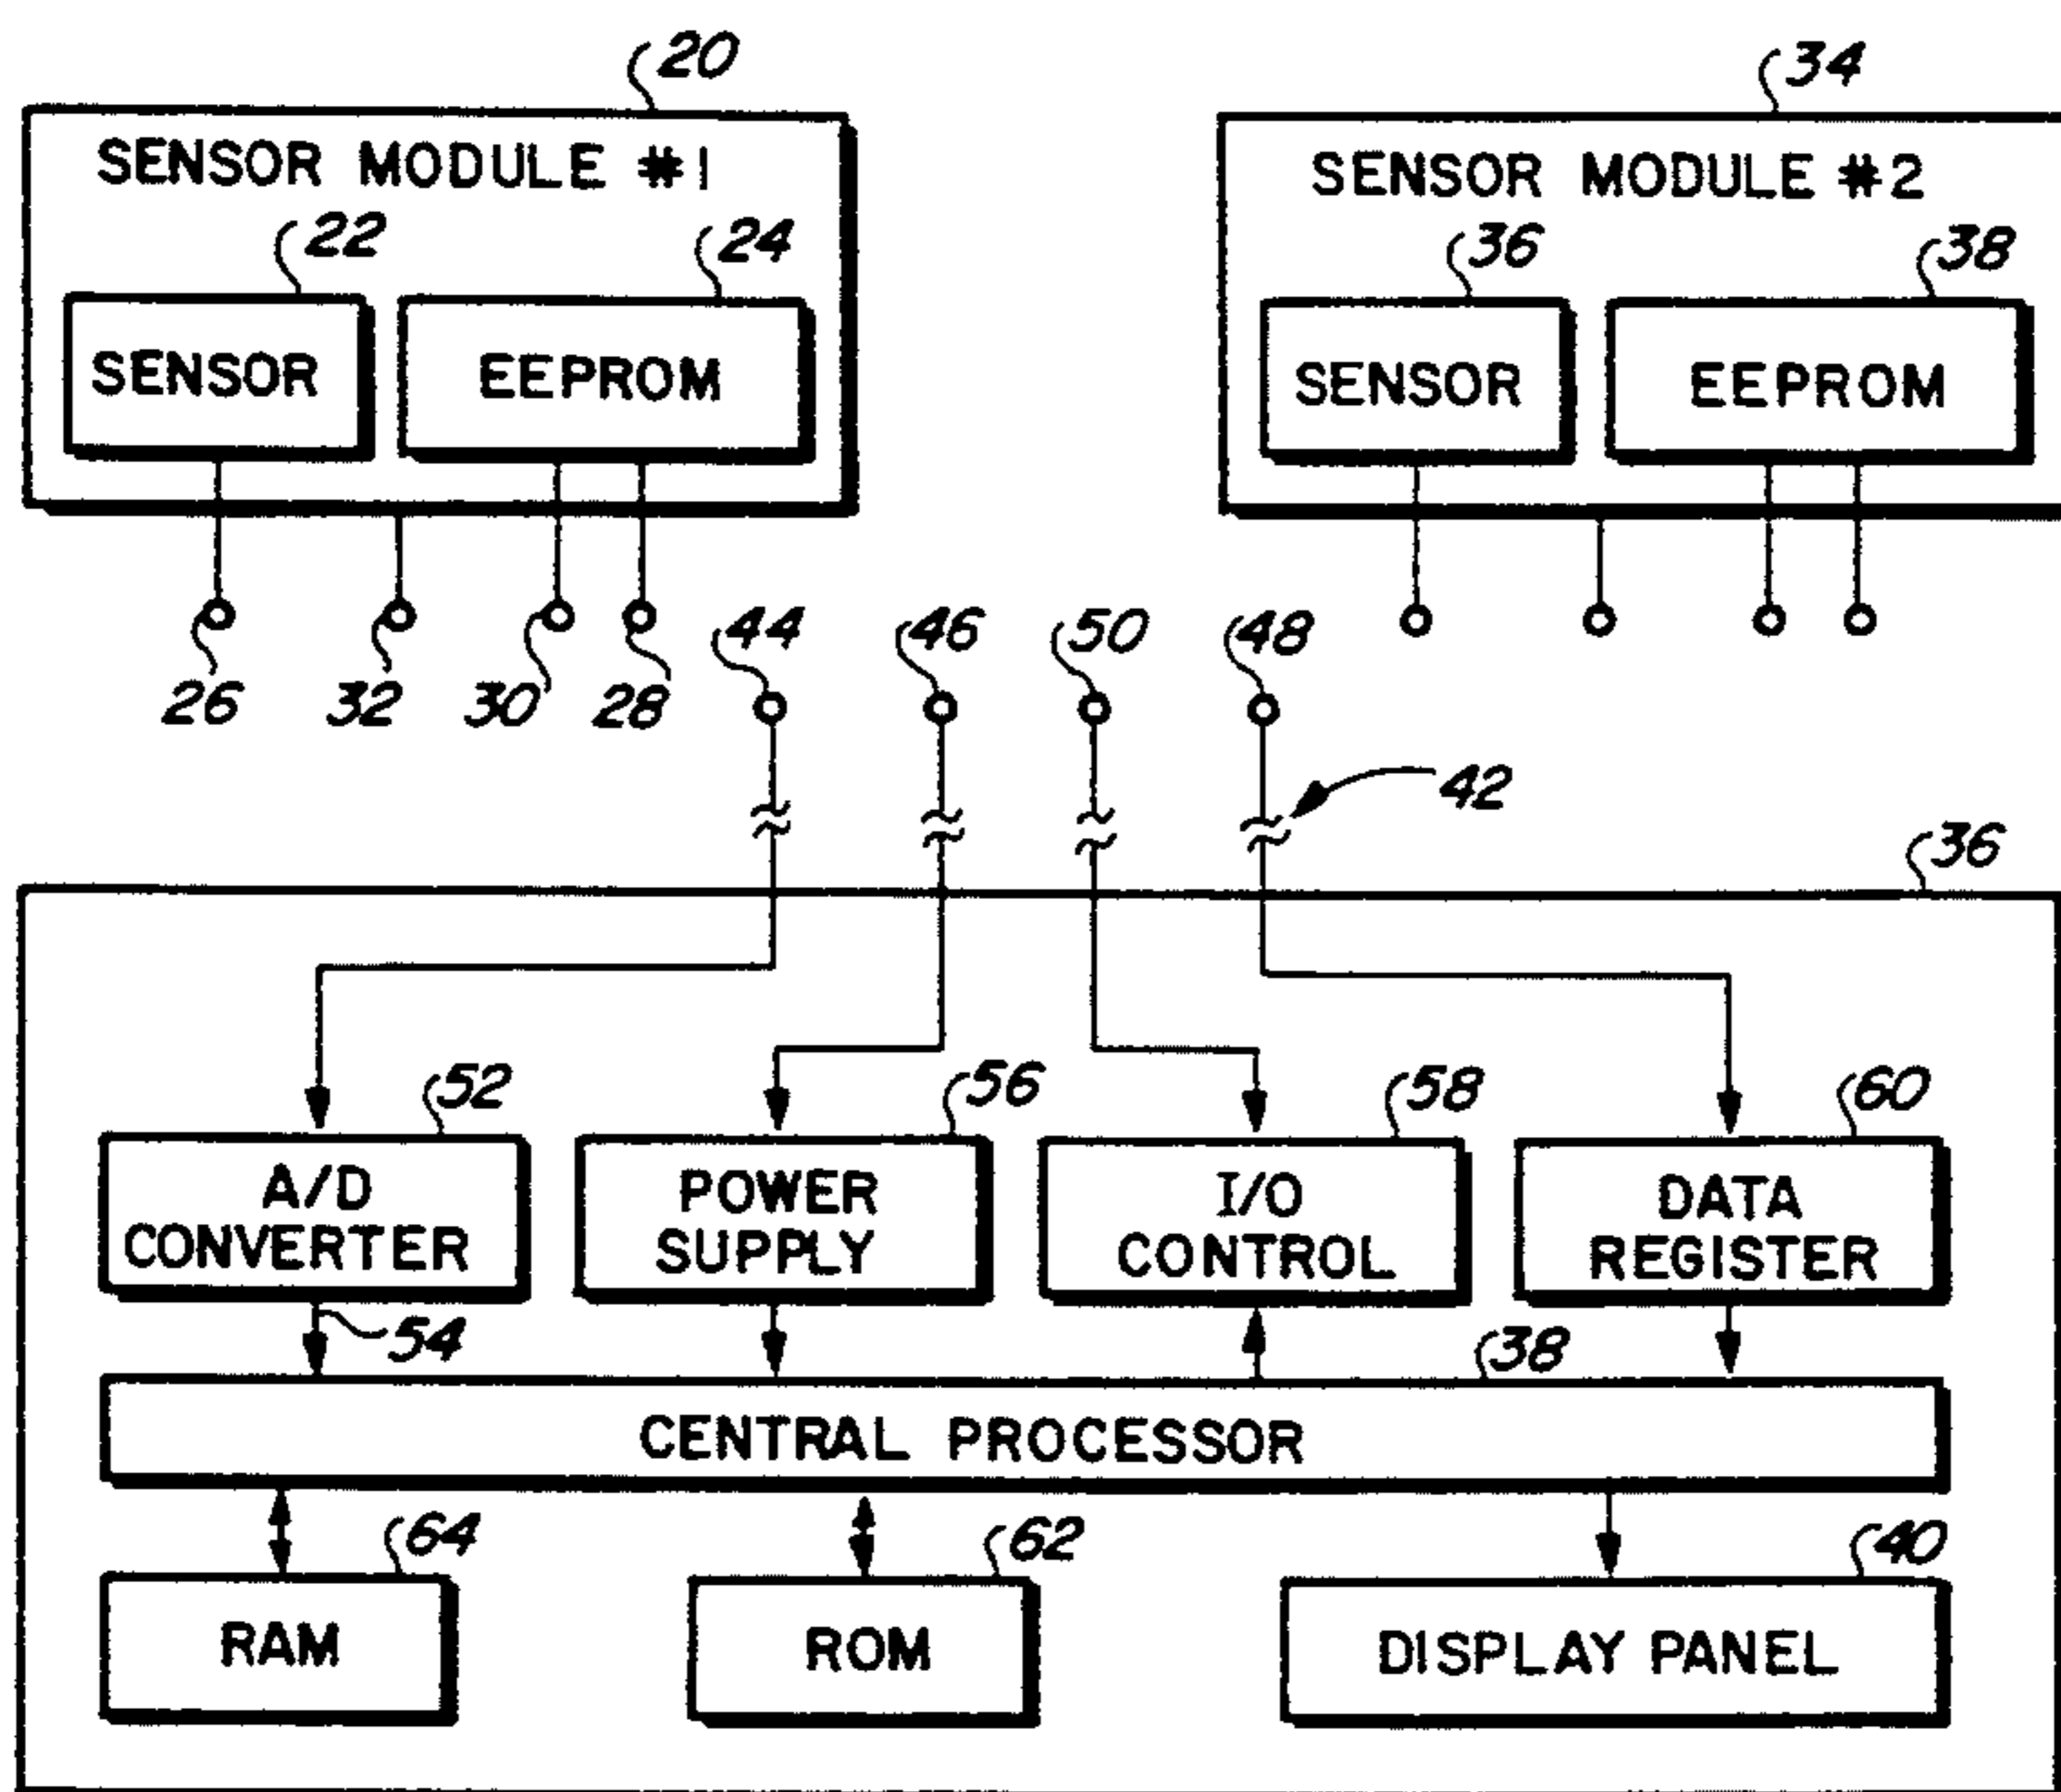 20
34
SENSOR MODULE #1
SENSOR MODULE #2
22
24
36
38
SENSOR
EEPROM
SENSOR
EEPROM
44
46
50
48
26
32
30
28
42
36
52
56
58
60
A/D
CONVERTER
POWER
SUPPLY
I/O
CONTROL
DATA
REGISTER
54
38
CENTRAL PROCESSOR
64
62
40
RAM
ROM
DISPLAY PANEL